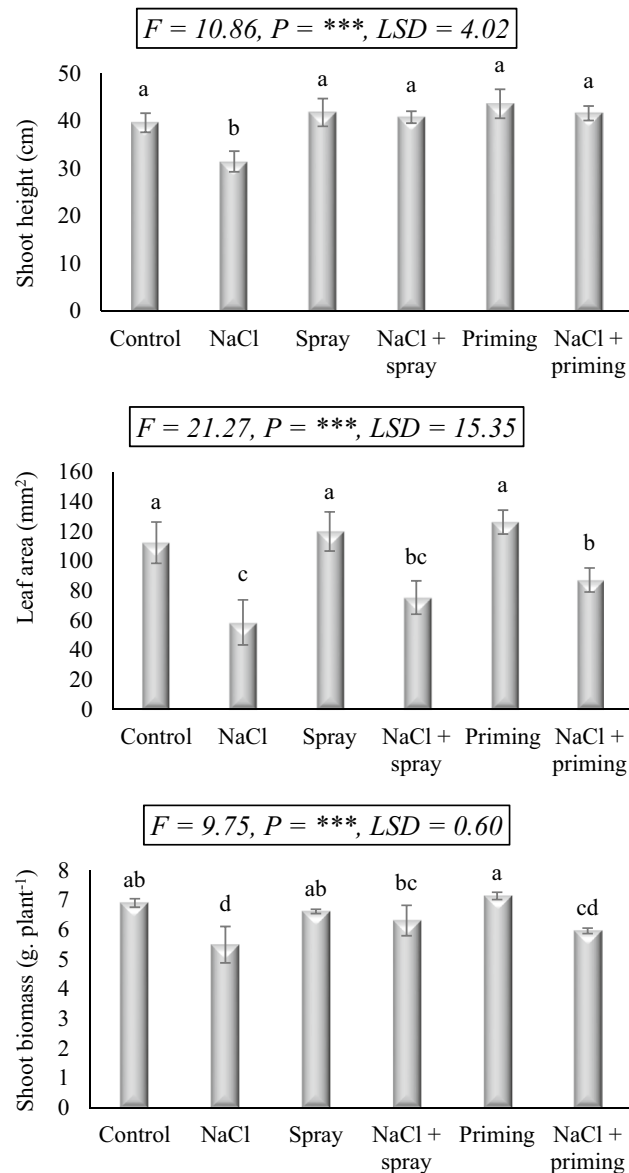 F = 10.86, P = ***, LSD = 4.02
Shoot height (cm)
50
40
30
20
10
0
a
b
a
a
a
a
Control NaCl Spray NaCl + spray Priming NaCl + priming
F = 21.27, P = ***, LSD = 15.35
Leaf area (mm²)
160
140
120
100
80
60
40
20
0
a
c
a
bc
a
b
Control NaCl Spray NaCl + spray Priming NaCl + priming
F = 9.75, P = ***, LSD = 0.60
Shoot biomass (g. plant⁻¹)
8
7
6
5
4
3
2
1
0
ab
d
ab
bc
a
cd
Control NaCl Spray NaCl + spray Priming NaCl + priming